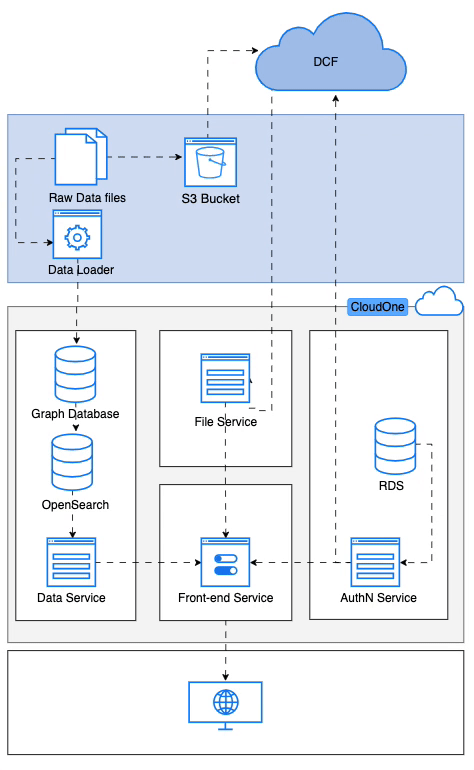 DCF
Raw Data files
S3 Bucket
Data Loader
CloudOne
Graph Database
File Service
RDS
OpenSearch
Data Service
Front-end Service
AuthN Service